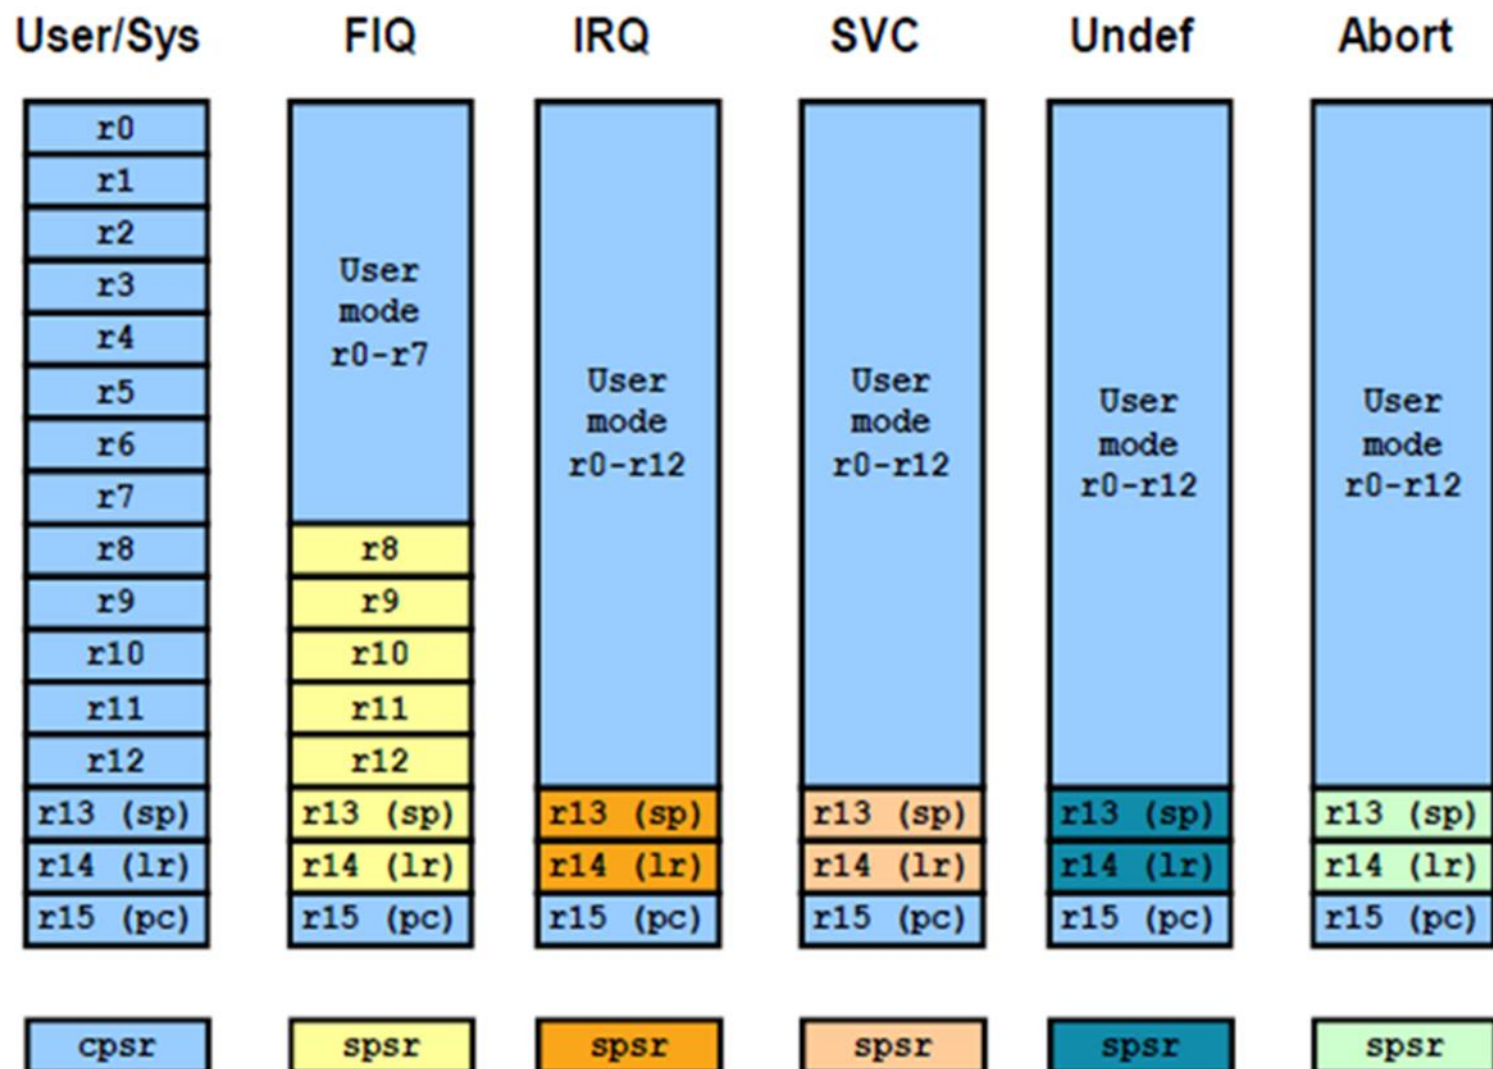 User/Sys
FIQ
IRQ
SVC
Undef
Abort
r0
r1
r2
r3
r4
r5
r6
r7
r8
r9
r10
r11
r12
r13 (sp)
r14 (lr)
r15 (pc)
cpsr
User
mode
r0-r7
r8
r9
r10
r11
r12
r13 (sp)
r14 (lr)
r15 (pc)
spsr
User
mode
r0-r12
r13 (sp)
r14 (lr)
r15 (pc)
spsr
User
mode
r0-r12
r13 (sp)
r14 (lr)
r15 (pc)
spsr
User
mode
r0-r12
r13 (sp)
r14 (lr)
r15 (pc)
spsr
User
mode
r0-r12
r13 (sp)
r14 (lr)
r15 (pc)
spsr